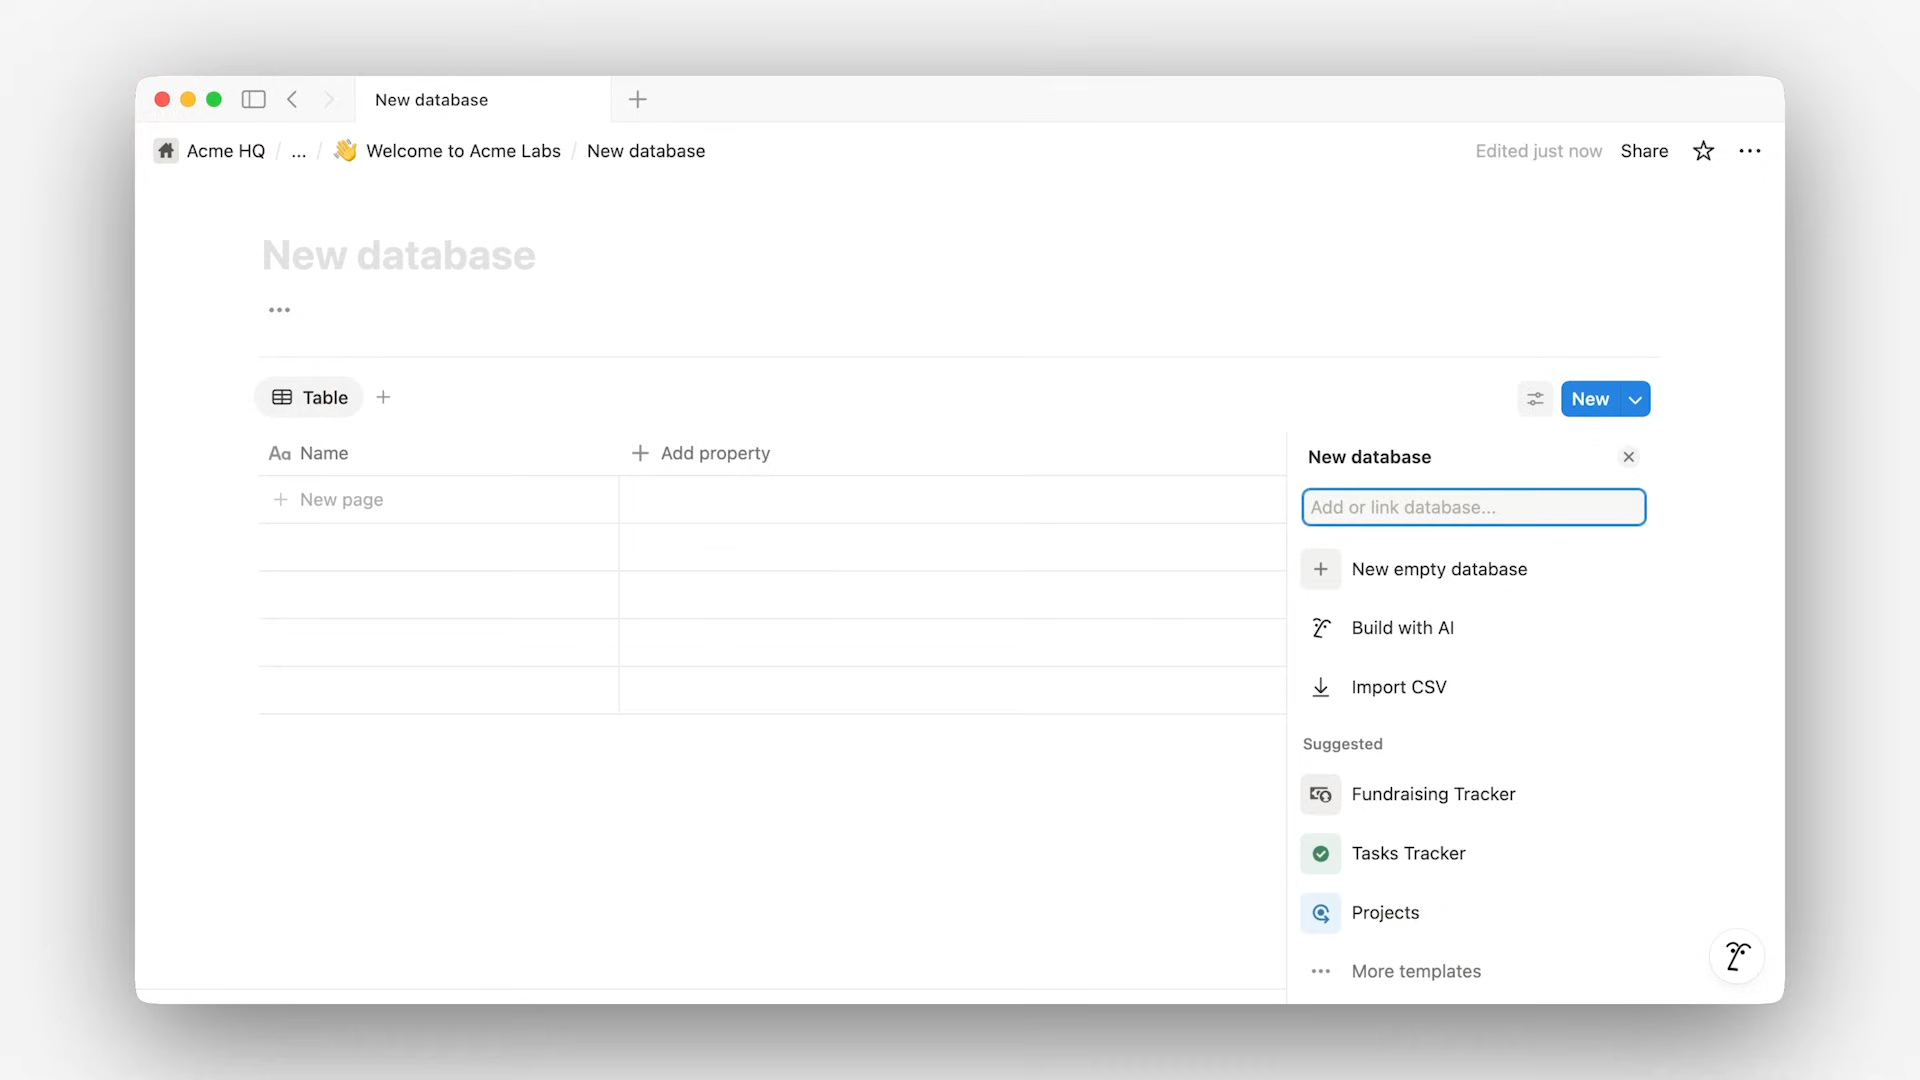 New database
Acme HQ / ... / 👋 Welcome to Acme Labs / New database
Edited just now Share
New database
Table
New
Aa Name
Add property
New page
New database
Add or link database...
New empty database
Build with AI
Import CSV
Suggested
Fundraising Tracker
Tasks Tracker
Projects
More templates